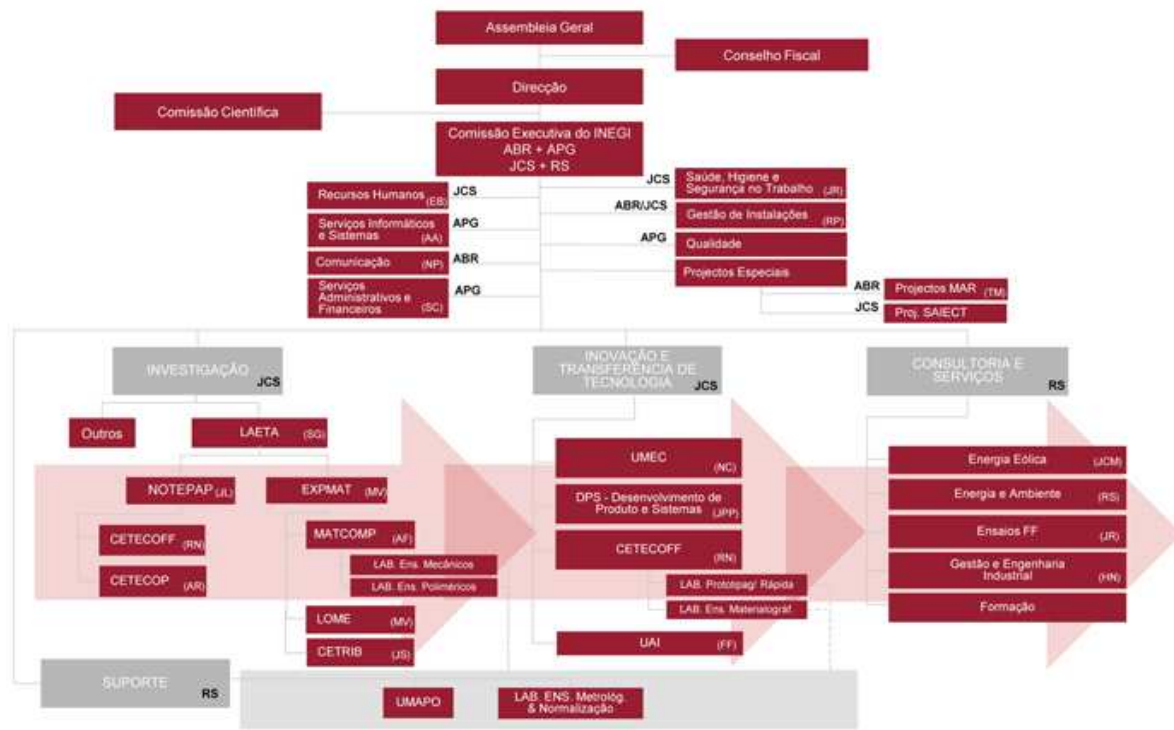 Assembleia Geral
Conselho Fiscal
Direcção
Comissão Científica
Comissão Executiva do INEGI
ABR + APG
JCS + RS
Recursos Humanos
(EB)
JCS
Serviços Informáticos
e Sistemas
(AA)
APG
Comunicação
(NP)
ABR
Serviços
Administrativos e
Financeiros
(SC)
APG
JCS
Saúde, Higiene e
Segurança no Trabalho
(JR)
ABR/JCS
Gestão de Instalações
(RP)
APG
Qualidade
Projectos Especiais
ABR
Projectos MAR
(TM)
JCS
Proj. SAIECT
INVESTIGAÇÃO
JCS
INOVAÇÃO E
TRANSFERÊNCIA DE
TECNOLOGIA
JCS
CONSULTORIA E
SERVIÇOS
RS
Outros
LAETA
(SG)
NOTEPAP
(JL)
EXPMAT
(MV)
CETECOFF
(RN)
CETECOP
(AR)
MATCOMP
(AF)
LAB. Ens. Mecânicos
LAB. Ens. Poliméricos
LOME
(MV)
CETRIB
(JS)
UMEC
(NC)
DPS - Desenvolvimento de
Produto e Sistemas
(JPP)
CETECOFF
(RN)
LAB. Prototipag/ Rápida
LAB. Ens. Materialográf.
UAI
(FF)
Energia Eólica
(JCM)
Energia e Ambiente
(RS)
Ensaios FF
(JR)
Gestão e Engenharia
Industrial
(HN)
Formação
SUPORTE
RS
UMAPO
LAB. ENS. Metrológ.
& Normalização